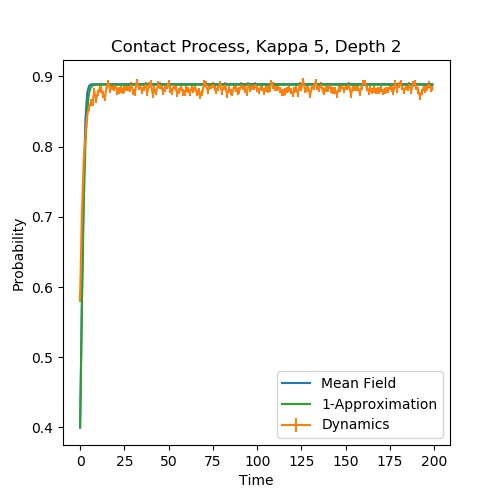 Contact Process, Kappa 5, Depth 2
0.9
0.8
0.7
0.6
0.5
0.4
Probability
Mean Field
1-Approximation
Dynamics
0 25 50 75 100 125 150 175 200
Time